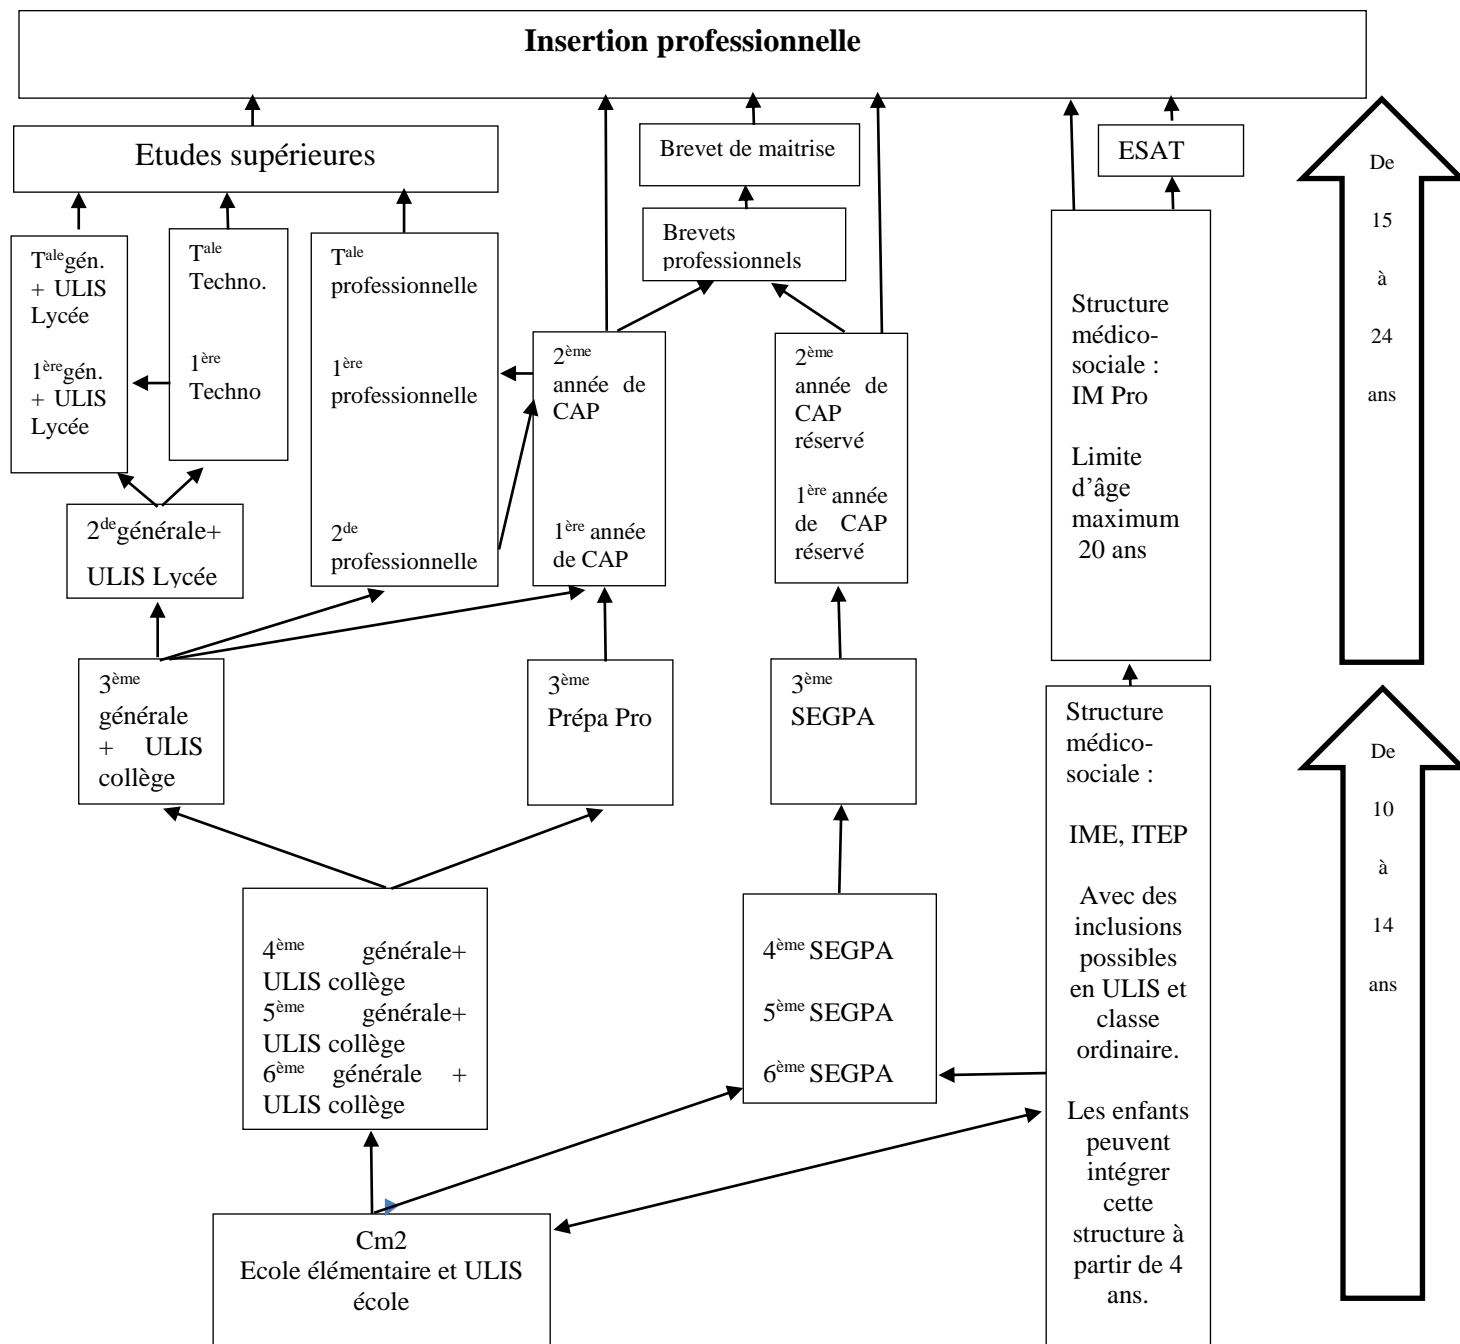 Insertion professionnelle
Etudes supérieures
Brevet de maitrise
ESAT
Brevets
professionnels
Tale gén.
+ ULIS
Lycée
1ère gén.
+ ULIS
Lycée
Tale
Techno.
1ère
Techno
Tale
professionnelle
1ère
professionnelle
2de
professionnelle
2ème
année de
CAP
1ère année
de CAP
2ème
année de
CAP
réservé
1ère année
de CAP
réservé
Structure
médico-
sociale :
IM Pro
Limite
d’âge
maximum
20 ans
De
15
à
24
ans
2de générale+
ULIS Lycée
3ème
générale
+ ULIS
collège
3ème
Prépa Pro
3ème
SEGPA
Structure
médico-
sociale :
IME, ITEP
Avec des
inclusions
possibles
en ULIS et
classe
ordinaire.
Les enfants
peuvent
intégrer
cette
structure à
partir de 4
ans.
De
10
à
14
ans
4ème générale+
ULIS collège
5ème générale+
ULIS collège
6ème générale +
ULIS collège
4ème SEGPA
5ème SEGPA
6ème SEGPA
Cm2
Ecole élémentaire et ULIS
école